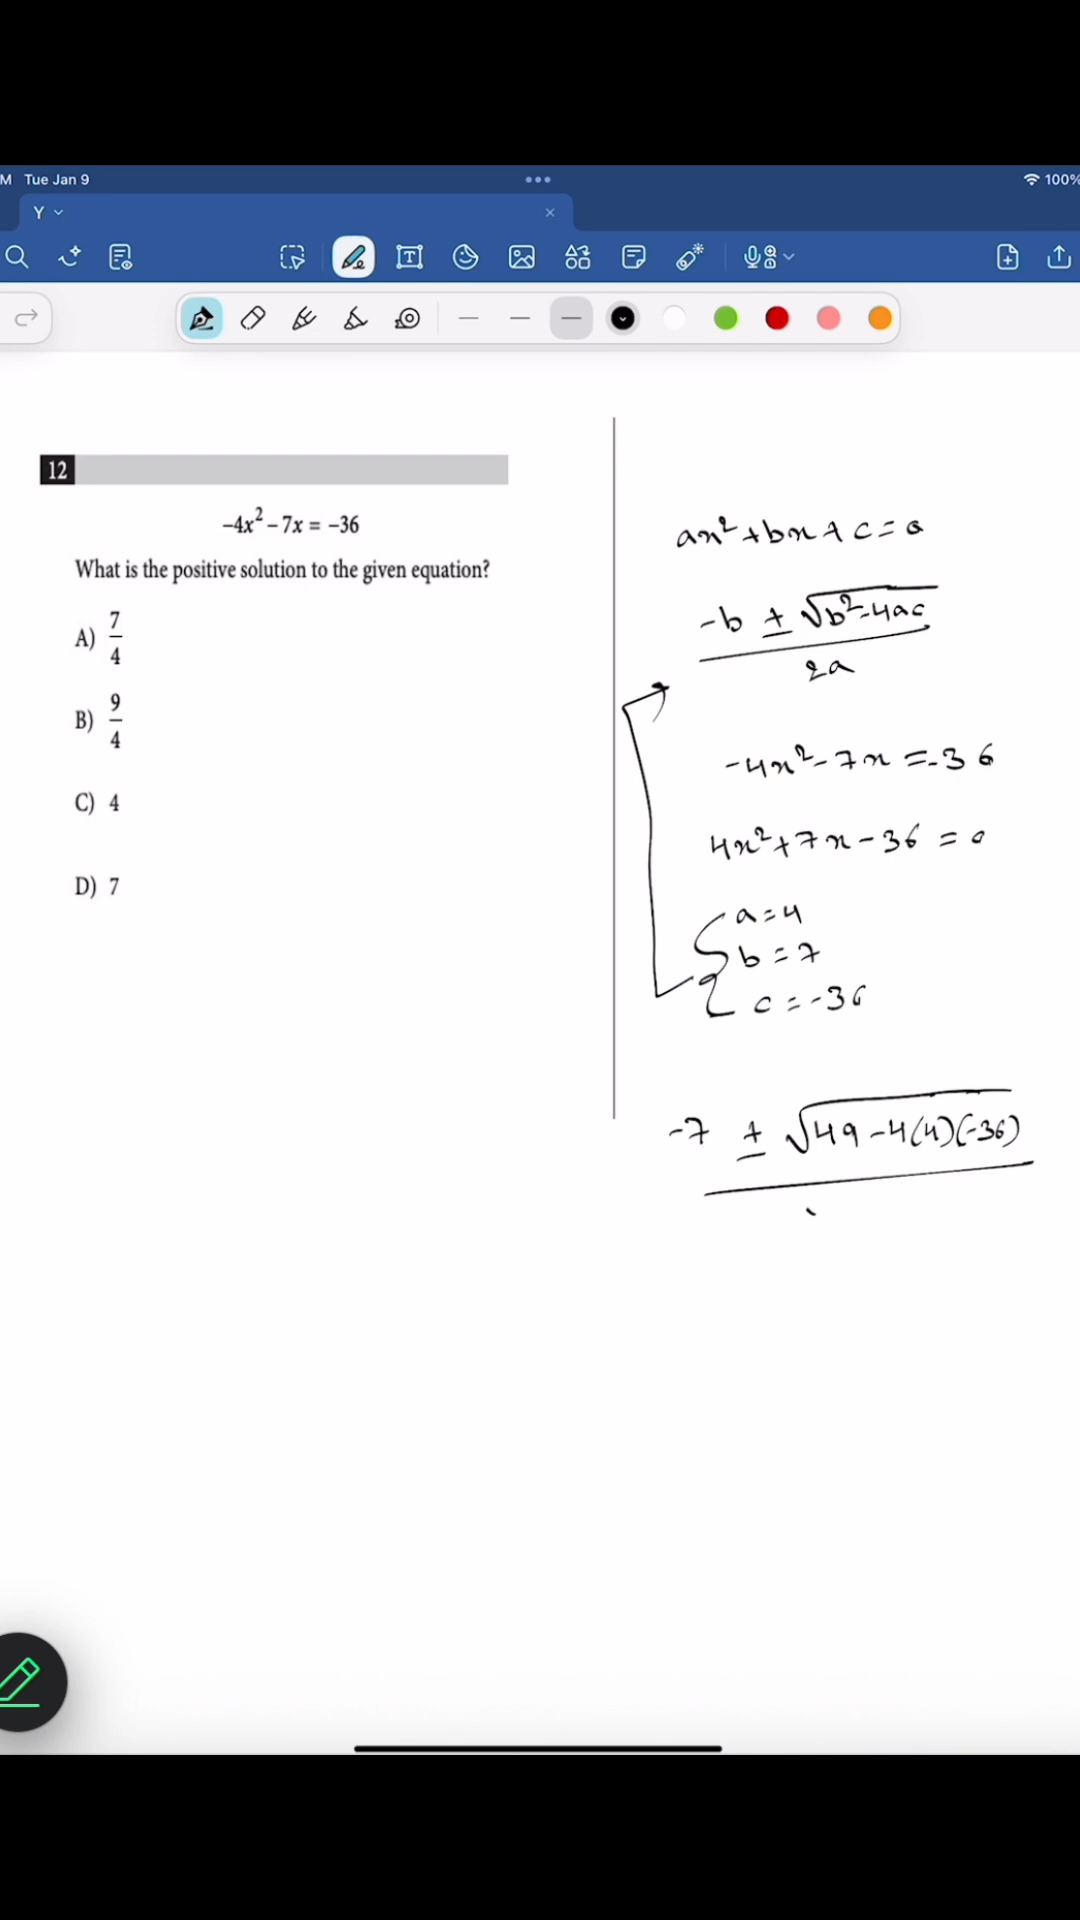 M Tue Jan 9
100%
Y
12
−4x² − 7x = −36
What is the positive solution to the given equation?
A) 7/4
B) 9/4
C) 4
D) 7
ax²+bx+c=0
-b ± √b²-4ac
2a
-4x²-7x=-36
4x²+7x-36=0
a=4
b=7
c=-36
-7 ± √49-4(4)(-36)